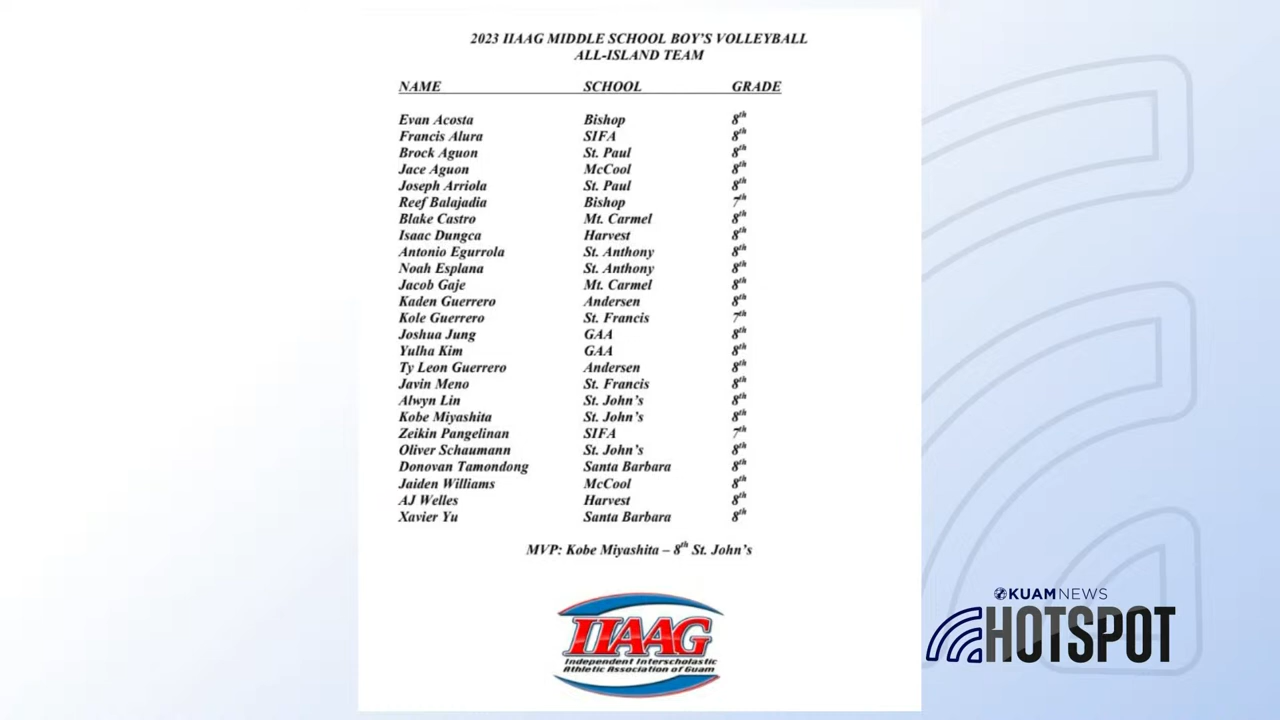 2023 IIAAG MIDDLE SCHOOL BOY'S VOLLEYBALL
ALL-ISLAND TEAM
NAME SCHOOL GRADE
Evan Acosta Bishop 8th
Francis Alura SIFA 8th
Brock Aguon St. Paul 8th
Jace Aguon McCool 8th
Joseph Arriola St. Paul 8th
Reef Balajadia Bishop 7th
Blake Castro Mt. Carmel 8th
Isaac Dungca Harvest 8th
Antonio Egurrola St. Anthony 8th
Noah Esplana St. Anthony 8th
Jacob Gaje Mt. Carmel 8th
Kaden Guerrero Andersen 8th
Kole Guerrero St. Francis 7th
Joshua Jung GAA 8th
Yulha Kim GAA 8th
Ty Leon Guerrero Andersen 8th
Javin Meno St. Francis 8th
Alwyn Lin St. John's 8th
Kobe Miyashita St. John's 8th
Zeikin Pangelinan SIFA 7th
Oliver Schaumann St. John's 8th
Donovan Tamondong Santa Barbara 8th
Jaiden Williams McCool 8th
AJ Welles Harvest 8th
Xavier Yu Santa Barbara 8th
MVP: Kobe Miyashita – 8th St. John's
IIAAG
Independent Interscholastic
Athletic Association of Guam
KUAM NEWS
HOTSPOT